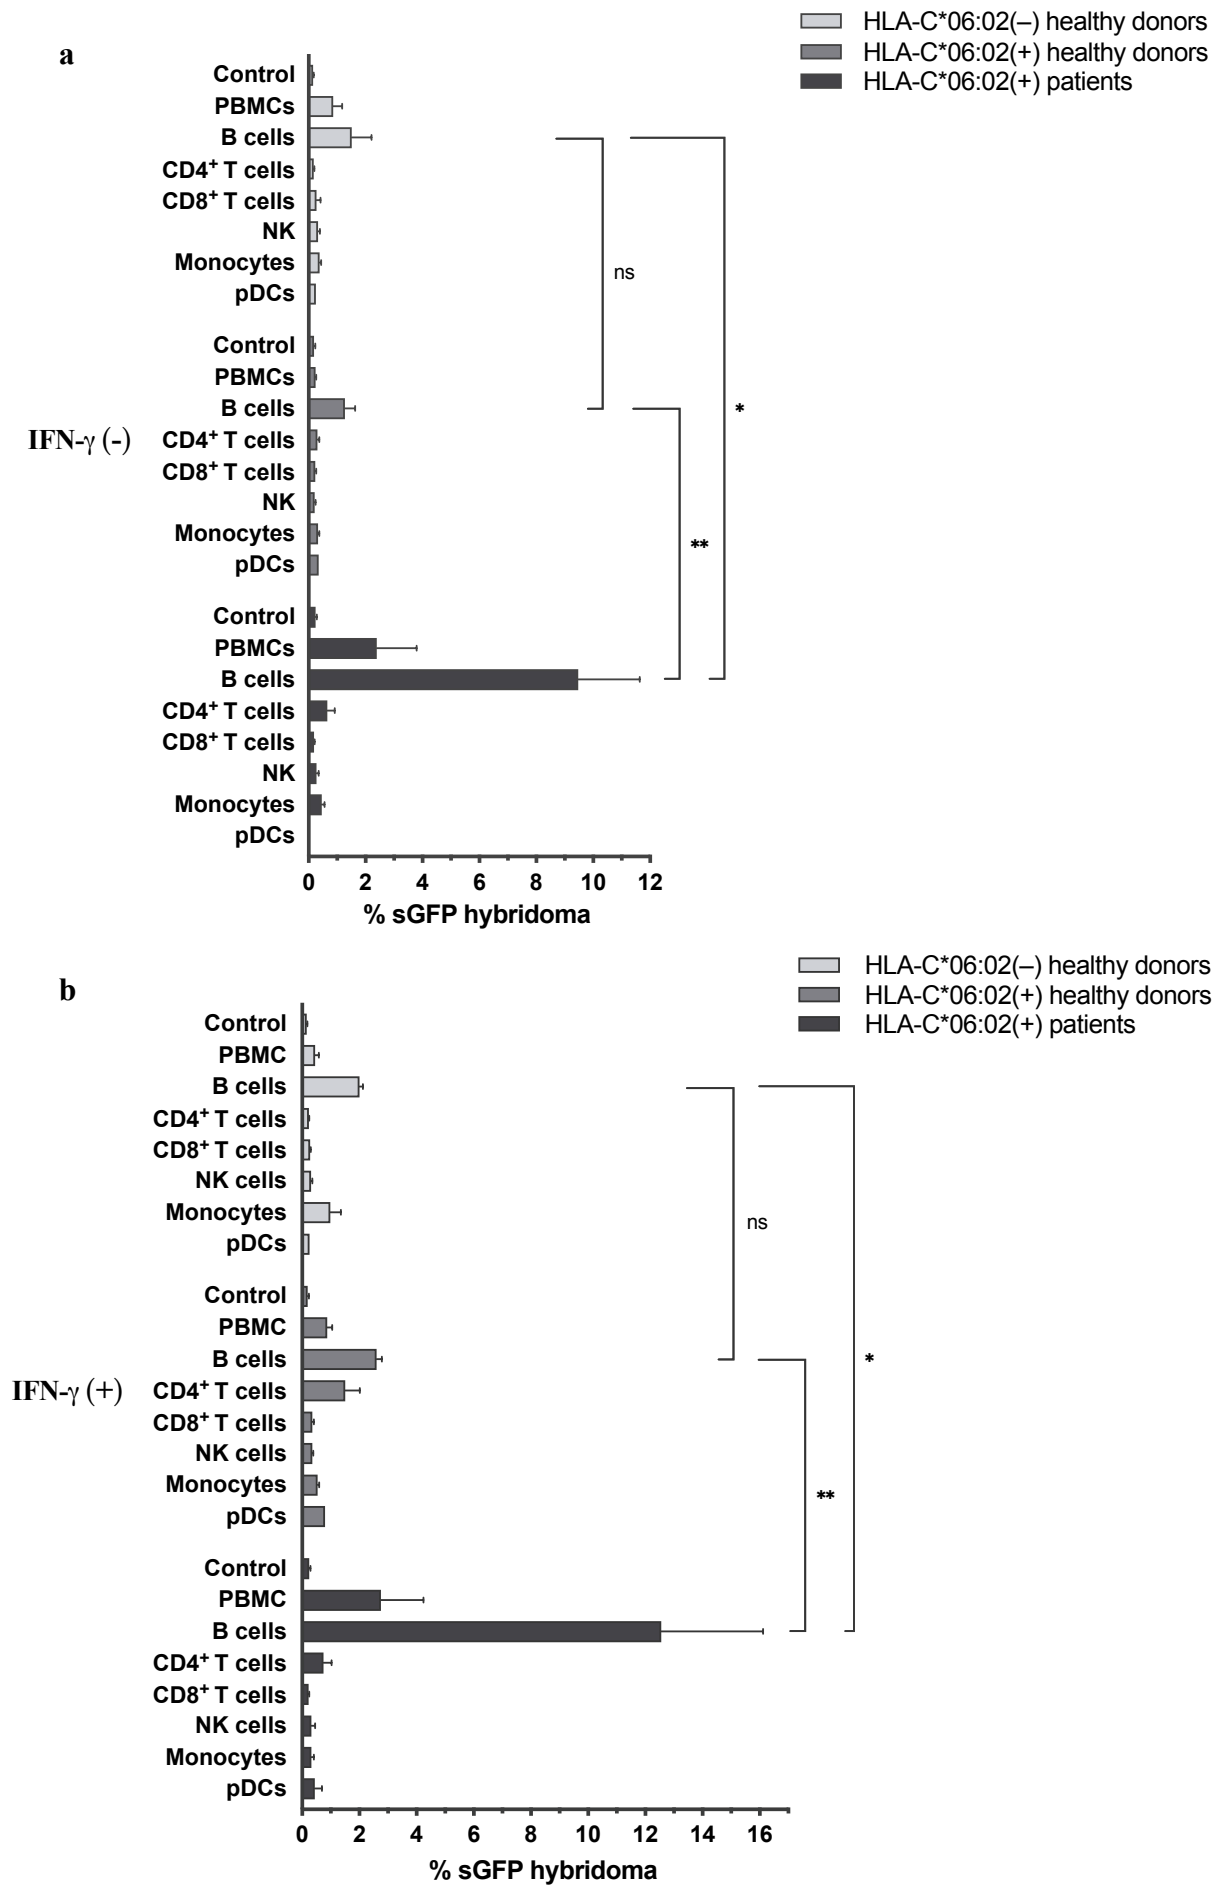 HLA-C*06:02(–) healthy donors
HLA-C*06:02(+) healthy donors
HLA-C*06:02(+) patients
a
Control
PBMCs
B cells
CD4+ T cells
CD8+ T cells
NK
Monocytes
pDCs
ns
Control
PBMCs
B cells
*
IFN-γ (-)
CD4+ T cells
CD8+ T cells
NK
Monocytes
**
pDCs
Control
PBMCs
B cells
CD4+ T cells
CD8+ T cells
NK
Monocytes
pDCs
0 2 4 6 8 10 12
% sGFP hybridoma
HLA-C*06:02(–) healthy donors
HLA-C*06:02(+) healthy donors
HLA-C*06:02(+) patients
b
Control
PBMC
B cells
CD4+ T cells
CD8+ T cells
NK cells
Monocytes
ns
pDCs
Control
PBMC
B cells
*
IFN-γ (+)
CD4+ T cells
CD8+ T cells
NK cells
Monocytes
**
pDCs
Control
PBMC
B cells
CD4+ T cells
CD8+ T cells
NK cells
Monocytes
pDCs
0 2 4 6 8 10 12 14 16
% sGFP hybridoma